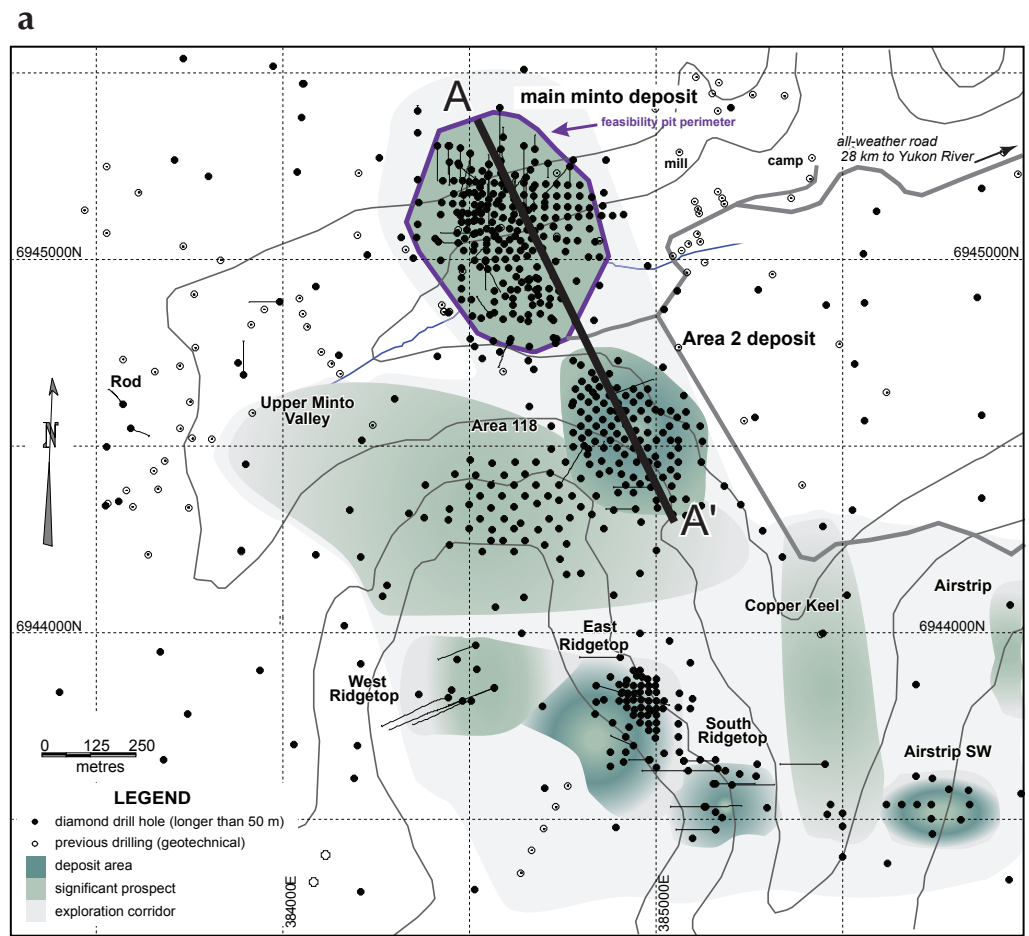 a
A
main minto deposit
feasibility pit perimeter
mill
camp
all-weather road
28 km to Yukon River
6945000N
6945000N
Area 2 deposit
Rod
Upper Minto
Valley
Area 118
N
A'
Copper Keel
Airstrip
6944000N
6944000N
East
Ridgetop
West
Ridgetop
South
Ridgetop
Airstrip SW
0 125 250
metres
LEGEND
diamond drill hole (longer than 50 m)
previous drilling (geotechnical)
deposit area
significant prospect
exploration corridor
384000E
385000E